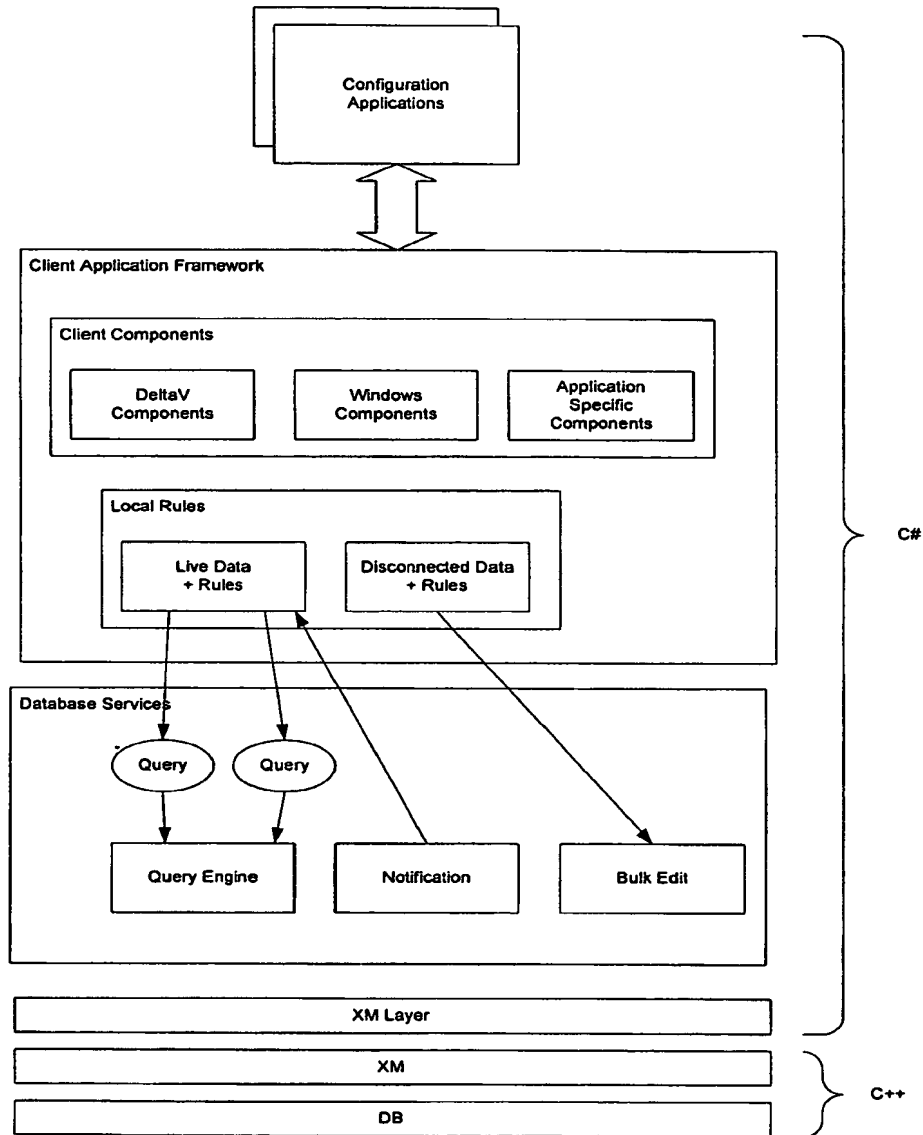 Configuration
Applications
Client Application Framework
Client Components
DeltaV
Components
Windows
Components
Application
Specific
Components
Local Rules
Live Data
+ Rules
Disconnected Data
+ Rules
C#
Database Services
Query
Query
Query Engine
Notification
Bulk Edit
XM Layer
XM
C++
DB